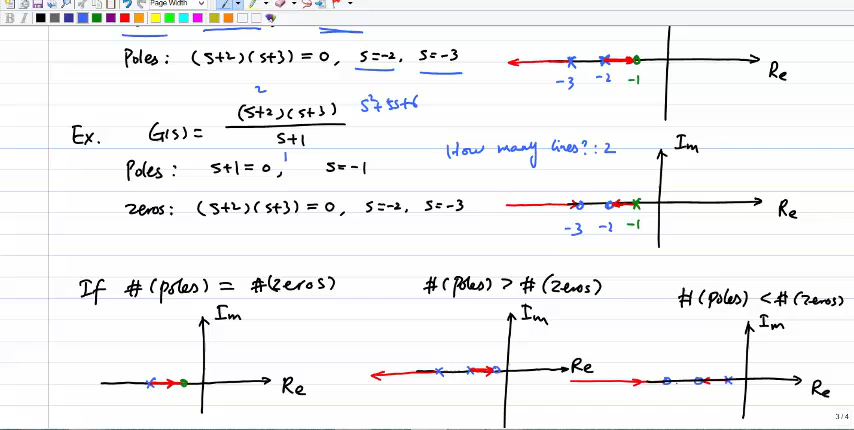 Page Width
B I
Poles: (s+2)(s+3)=0, s=-2, s=-3
Re
-3 -2 -1
2
Ex. G(s)= (s+2)(s+3) / s+1
s²+5s+6
1
How many lines?: 2
Im
Poles: s+1=0, s=-1
Zeros: (s+2)(s+3)=0, s=-2, s=-3
Re
-3 -2 -1
If #(poles) = #(zeros)
#(poles) > #(zeros)
#(poles) < #(zeros)
Im
Im
Im
Re
Re
Re
3/4